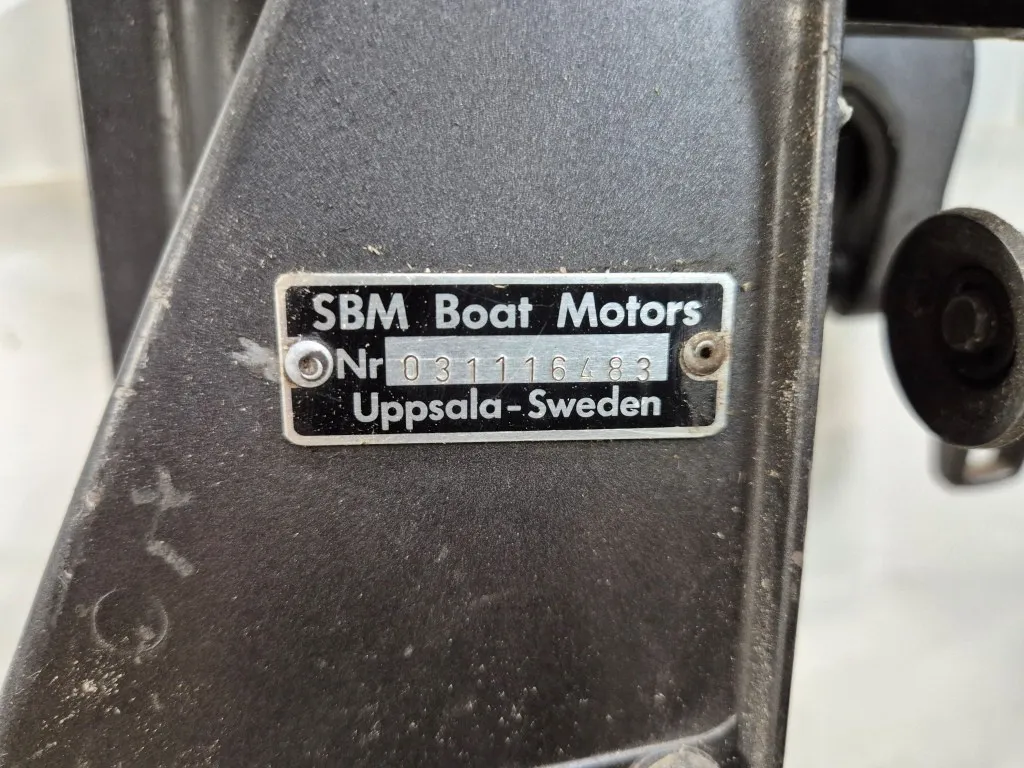 SBM Boat Motors
Nr 031116483
Uppsala-Sweden